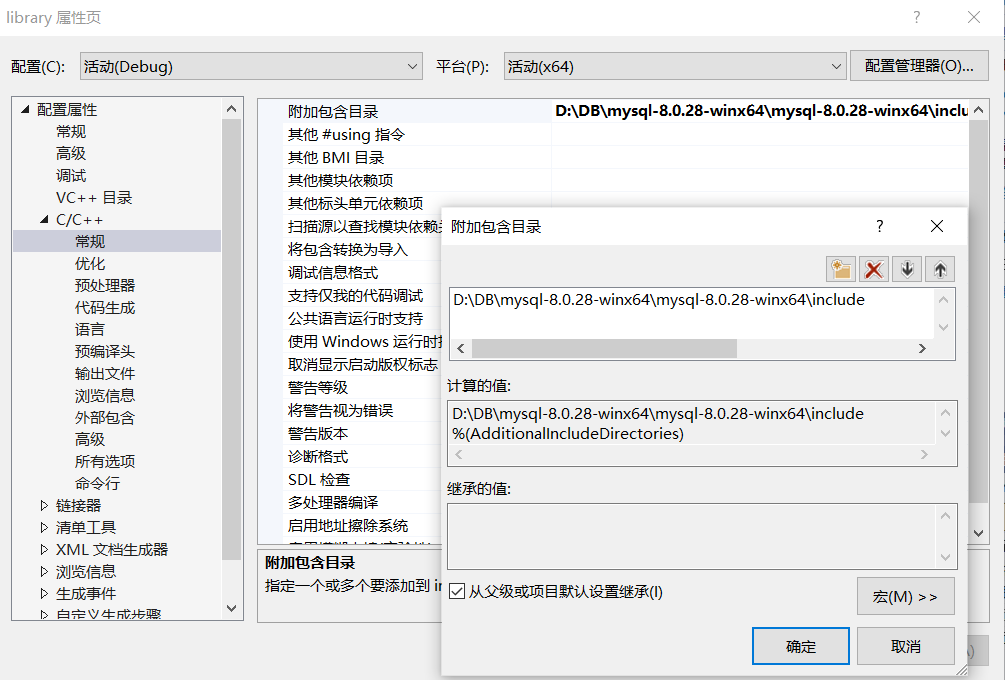 library 属性页
配置(C): 活动(Debug) 平台(P): 活动(x64) 配置管理器(O)...
配置属性
常规
高级
调试
VC++ 目录
C/C++
常规
优化
预处理器
代码生成
语言
预编译头
输出文件
浏览信息
外部包含
高级
所有选项
命令行
链接器
清单工具
XML 文档生成器
浏览信息
生成事件
自定义生成步骤
附加包含目录 D:\DB\mysql-8.0.28-winx64\mysql-8.0.28-winx64\inclu
其他 #using 指令
其他 BMI 目录
其他模块依赖项
其他标头单元依赖项
扫描源以查找模块依赖
将包含转换为导入
调试信息格式
支持仅我的代码调试
公共语言运行时支持
使用 Windows 运行时
取消显示启动版权标志
警告等级
将警告视为错误
警告版本
诊断格式
SDL 检查
多处理器编译
启用地址擦除系统
附加包含目录
指定一个或多个要添加到 in
附加包含目录
D:\DB\mysql-8.0.28-winx64\mysql-8.0.28-winx64\include
计算的值:
D:\DB\mysql-8.0.28-winx64\mysql-8.0.28-winx64\include
%(AdditionalIncludeDirectories)
继承的值:
从父级或项目默认设置继承(I)
宏(M) >>
确定 取消